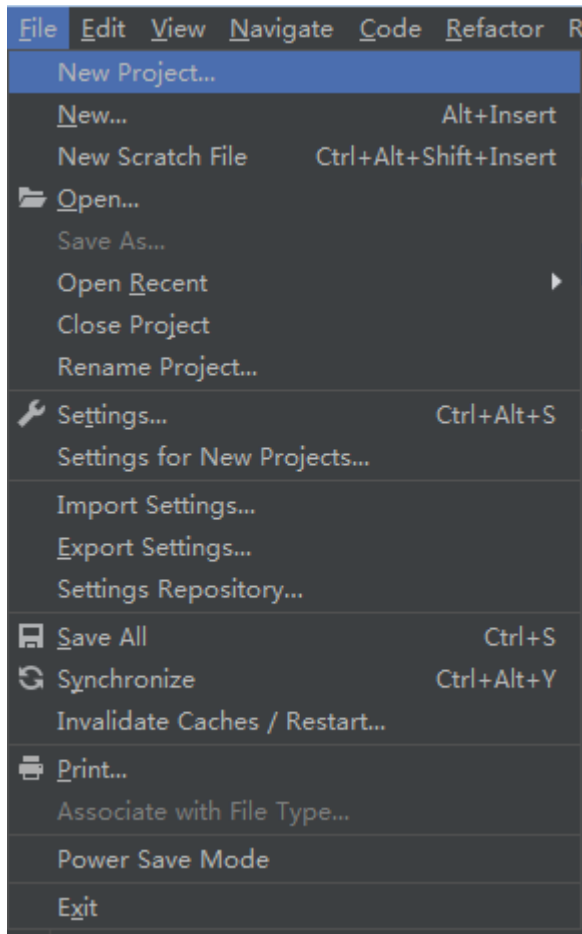 File Edit View Navigate Code Refactor R
New Project...
New... Alt+Insert
New Scratch File Ctrl+Alt+Shift+Insert
Open...
Save As...
Open Recent
Close Project
Rename Project...
Settings... Ctrl+Alt+S
Settings for New Projects...
Import Settings...
Export Settings...
Settings Repository...
Save All Ctrl+S
Synchronize Ctrl+Alt+Y
Invalidate Caches / Restart...
Print...
Associate with File Type...
Power Save Mode
Exit